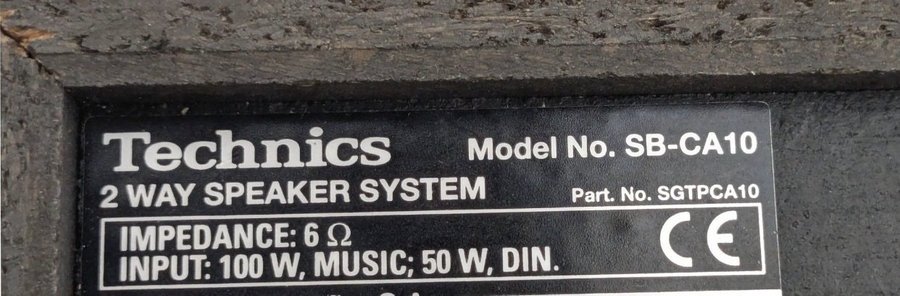 Technics Model No. SB-CA10
2 WAY SPEAKER SYSTEM Part. No. SGTPCA10
IMPEDANCE: 6 Ω
INPUT: 100 W, MUSIC; 50 W, DIN.
CE